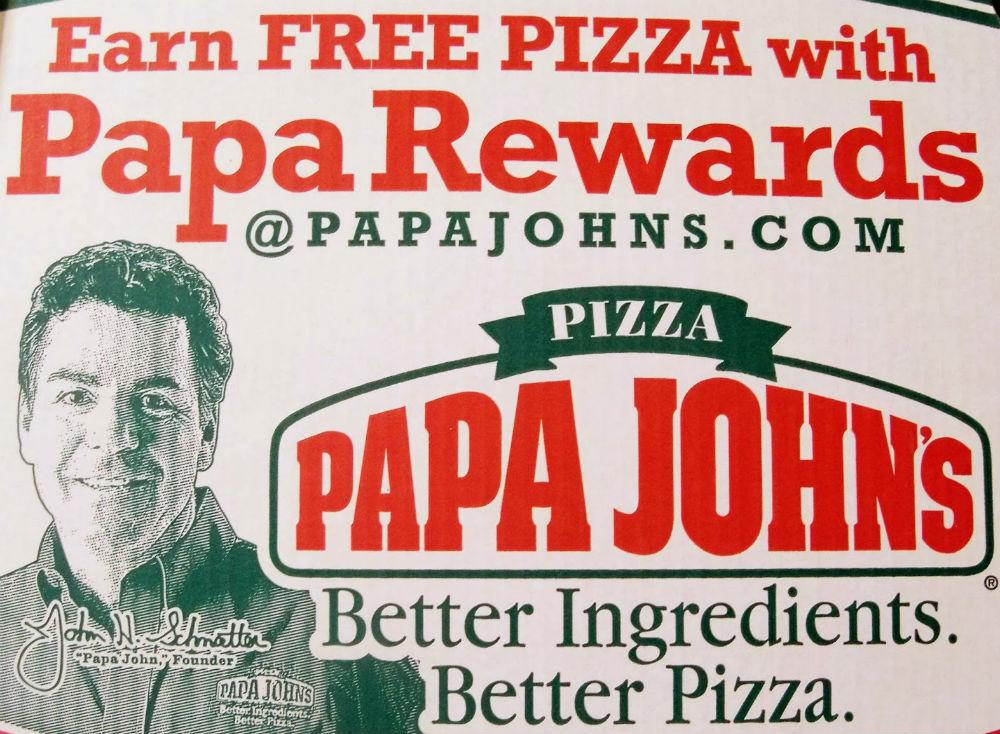 Earn FREE PIZZA with
Papa Rewards
@PAPAJOHNS.COM
PIZZA
PAPA JOHN'S
®
Better Ingredients.
Better Pizza.
John H. Schnatter
"Papa John," Founder
PAPA JOHN'S
Better Ingredients.
Better Pizza.